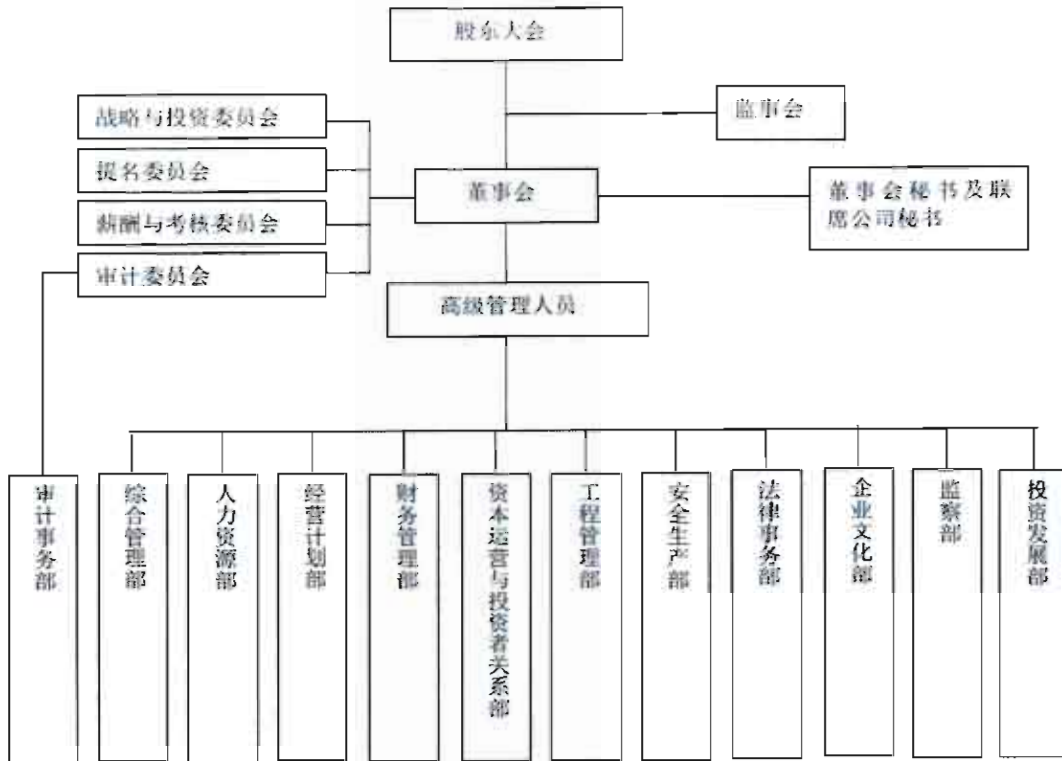 股东大会
战略与投资委员会
监事会
提名委员会
董事会
董事会秘书及联
席公司秘书
薪酬与考核委员会
审计委员会
高级管理人员
审计事务部
综合管理部
人力资源部
经营计划部
财务管理部
资本运营与投资者关系部
工程管理部
安全生产部
法律事务部
企业文化部
监察部
投资发展部